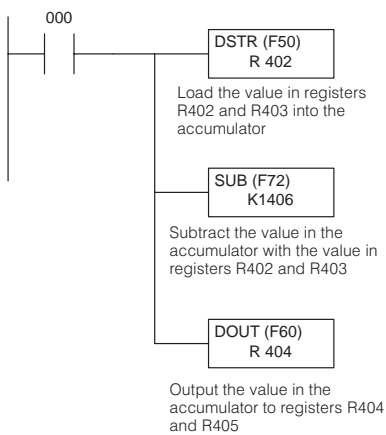 000
DSTR (F50)
R 402
Load the value in registers
R402 and R403 into the
accumulator
SUB (F72)
K1406
Subtract the value in the
accumulator with the value in
registers R402 and R403
DOUT (F60)
R 404
Output the value in the
accumulator to registers R404
and R405